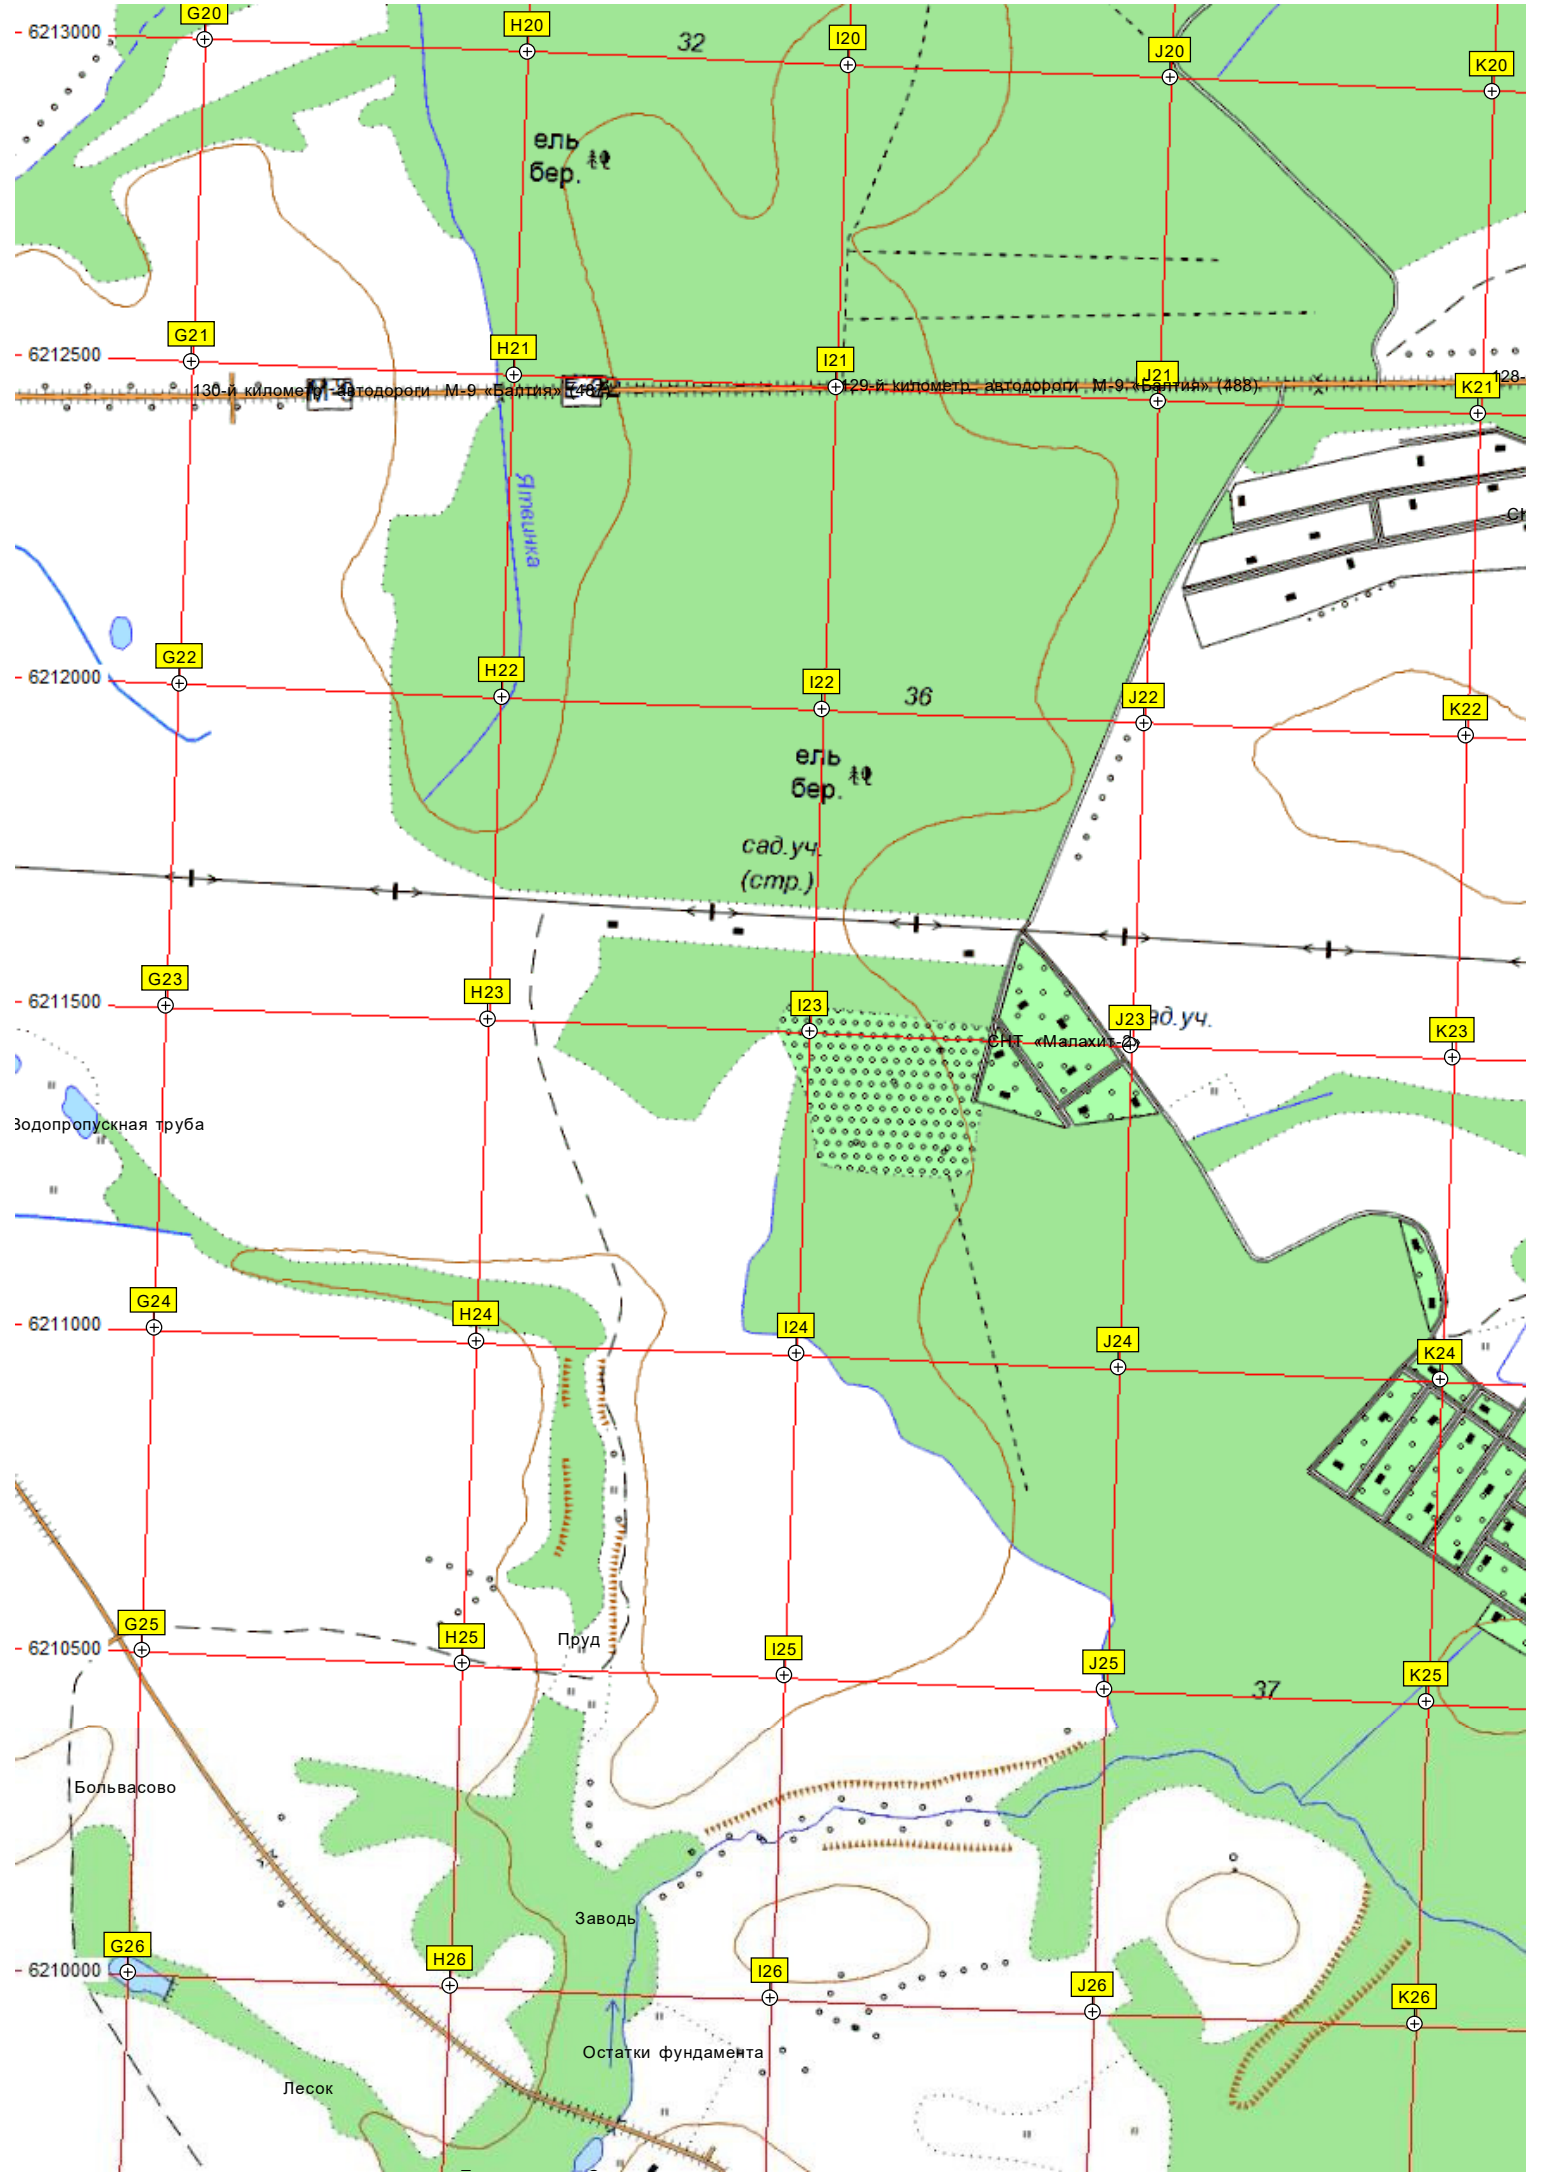 G20
H20
I20
J20
K20
6213000
32
ель
бер.
G21
H21
I21
J21
K21
6212500
130-й километр автодороги М-9 «Балтия» (487)
129-й километр автодороги М-9 «Балтия» (488)
128-
Ятвинка
G22
H22
I22
J22
K22
6212000
36
ель
бер.
сад.уч.
(стр.)
G23
H23
I23
J23
K23
6211500
ад.уч.
СНТ «Малахит-2»
Водопропускная труба
G24
H24
I24
J24
K24
6211000
G25
H25
I25
J25
K25
6210500
Пруд
37
Больвасово
Заводь
G26
H26
I26
J26
K26
6210000
Остатки фундамента
Лесок